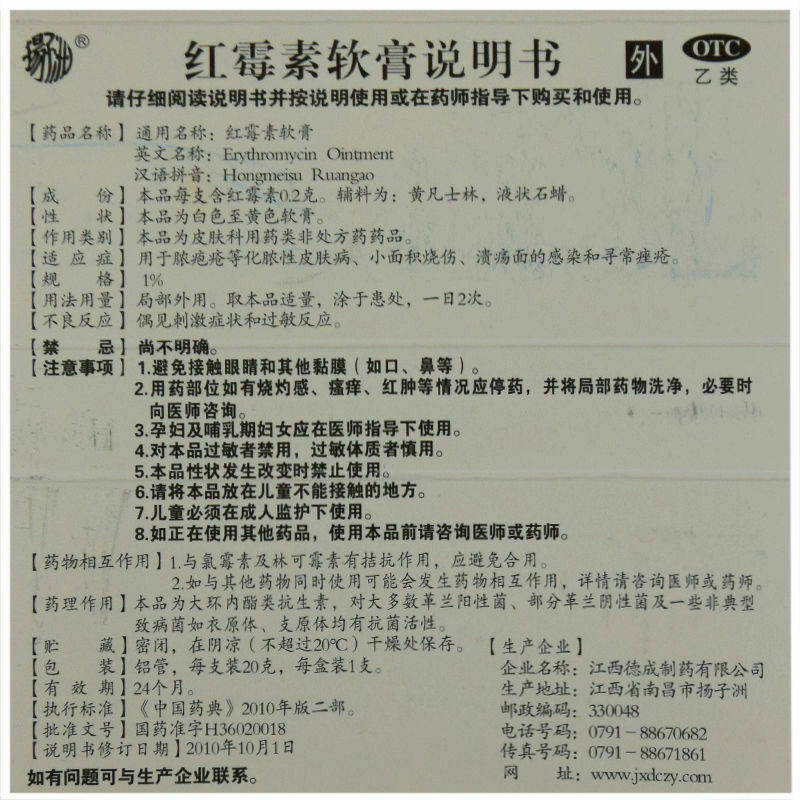 扬子洲®
红霉素软膏说明书
外
OTC
乙类
请仔细阅读说明书并按说明使用或在药师指导下购买和使用。
【药品名称】通用名称：红霉素软膏
英文名称：Erythromycin Ointment
汉语拼音：Hongmeisu Ruangao
【成　　份】本品每支含红霉素0.2克。辅料为：黄凡士林，液状石蜡。
【性　　状】本品为白色至黄色软膏。
【作用类别】本品为皮肤科用药类非处方药药品。
【适 应 症】用于脓疱疮等化脓性皮肤病、小面积烧伤、溃疡面的感染和寻常痤疮。
【规　　格】1%
【用法用量】局部外用。取本品适量，涂于患处，一日2次。
【不良反应】偶见刺激症状和过敏反应。
【禁　　忌】尚不明确。
【注意事项】1.避免接触眼睛和其他黏膜（如口、鼻等）。
2.用药部位如有烧灼感、瘙痒、红肿等情况应停药，并将局部药物洗净，必要时
向医师咨询。
3.孕妇及哺乳期妇女应在医师指导下使用。
4.对本品过敏者禁用，过敏体质者慎用。
5.本品性状发生改变时禁止使用。
6.请将本品放在儿童不能接触的地方。
7.儿童必须在成人监护下使用。
8.如正在使用其他药品，使用本品前请咨询医师或药师。
【药物相互作用】1.与氯霉素及林可霉素有拮抗作用，应避免合用。
2.如与其他药物同时使用可能会发生药物相互作用，详情请咨询医师或药师。
【药理作用】本品为大环内酯类抗生素，对大多数革兰阳性菌、部分革兰阴性菌及一些非典型
致病菌如衣原体、支原体均有抗菌活性。
【贮　　藏】密闭，在阴凉（不超过20℃）干燥处保存。
【包　　装】铝管，每支装20克，每盒装1支。
【有 效 期】24个月。
【执行标准】《中国药典》2010年版二部。
【批准文号】国药准字H36020018
【说明书修订日期】2010年10月1日
如有问题可与生产企业联系。
【生产企业】
企业名称：江西德成制药有限公司
生产地址：江西省南昌市扬子洲
邮政编码：330048
电话号码：0791－88670682
传真号码：0791－88671861
网　　址：www.jxdczy.com